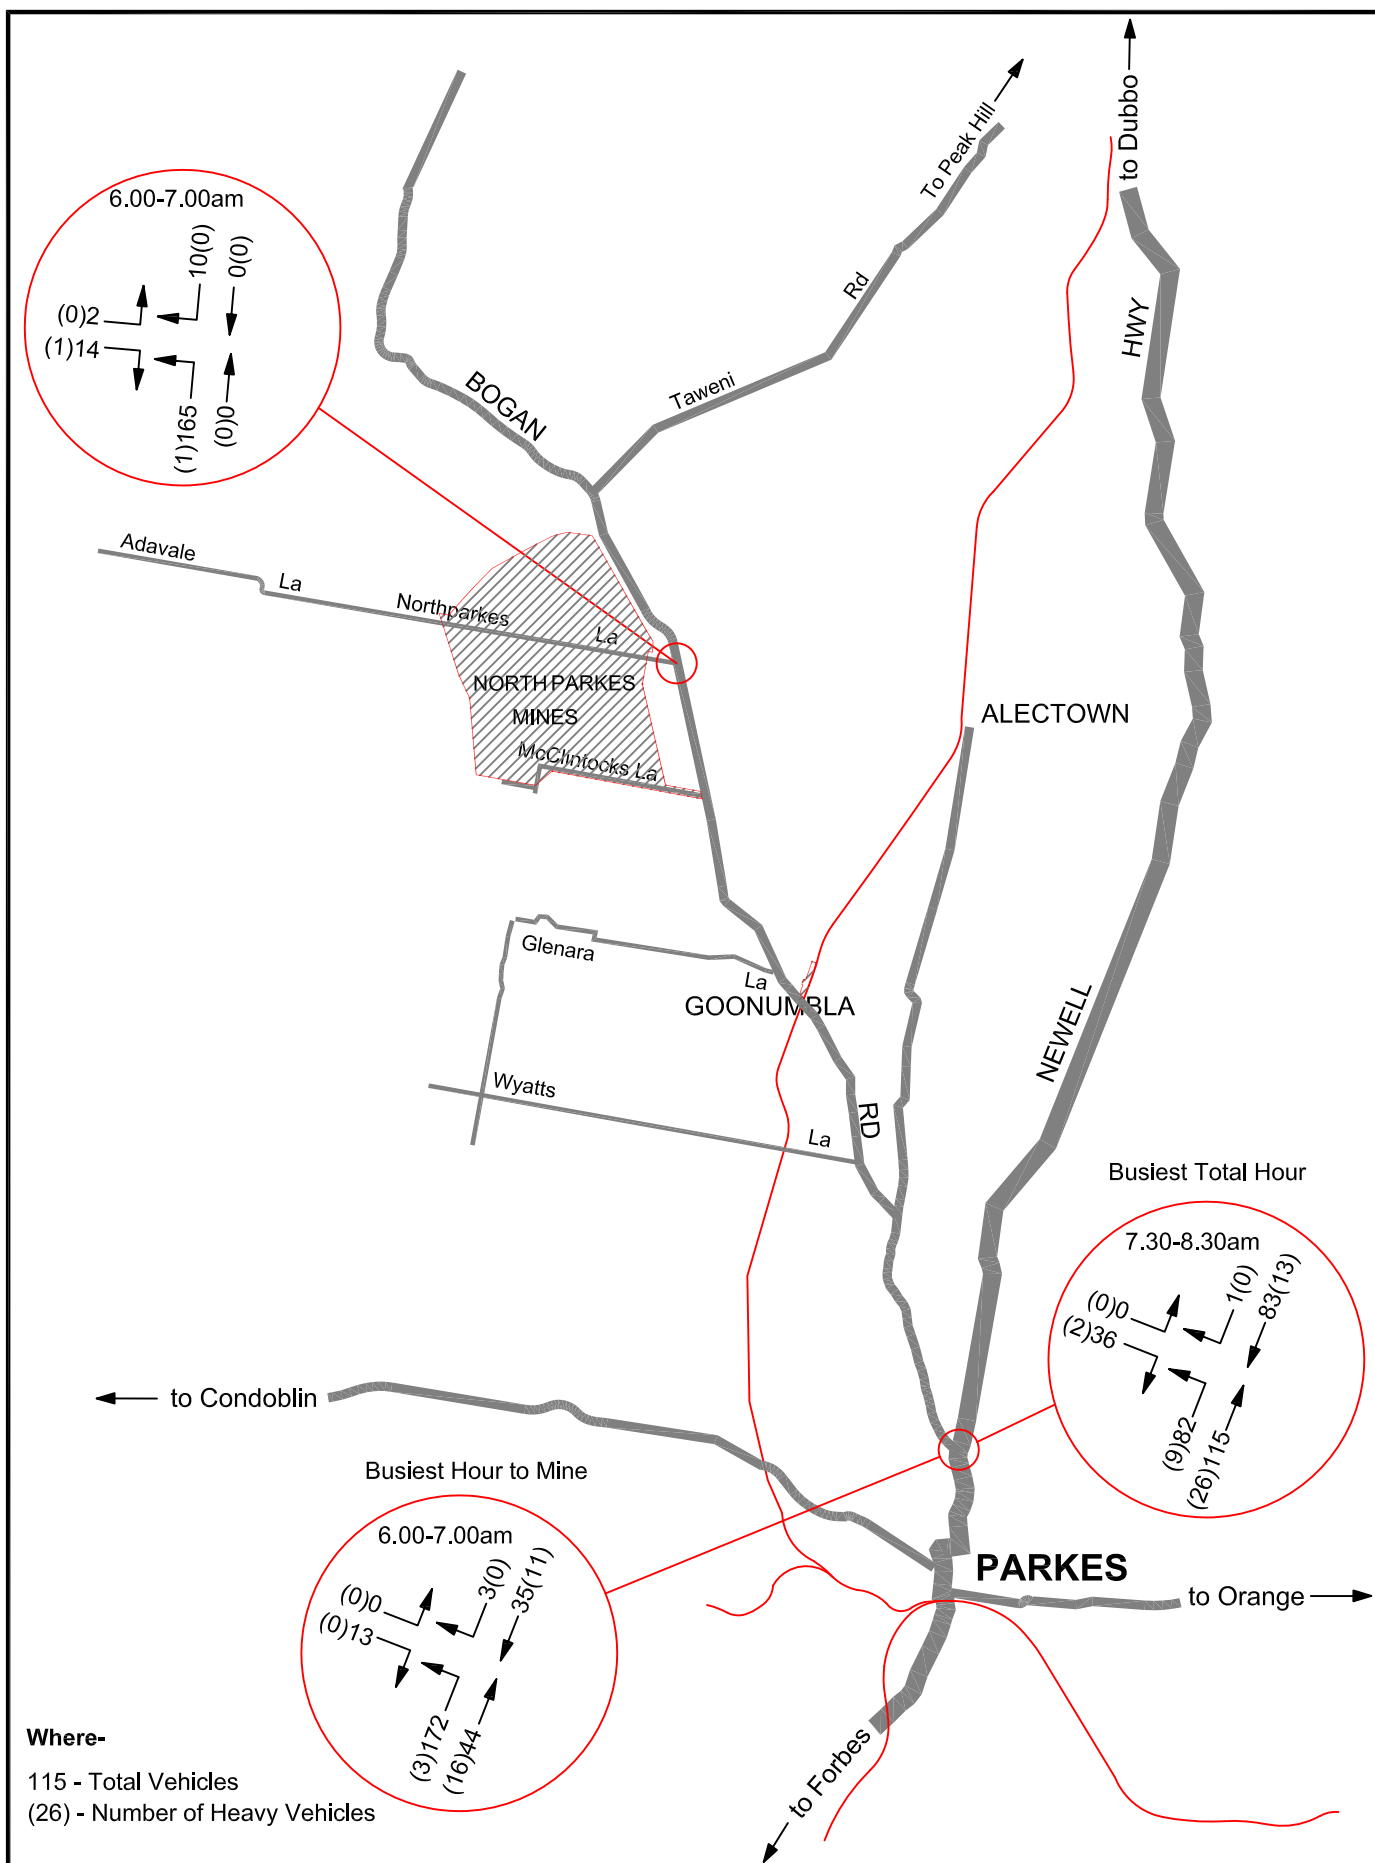 to Dubbo
To Peak Hill
6.00-7.00am
10(0)
0(0)
(0)2
(1)14
(1)165
(0)0
HWY
Rd
Taweni
BOGAN
Adavale
La
Northparkes
La
NORTH PARKES
MINES
McClintocks La
ALECTOWN
Glenara
La
GOONUMBLA
NEWELL
Wyatts
La
RD
Busiest Total Hour
7.30-8.30am
1(0)
83(13)
(0)0
(2)36
(9)82
(26)115
to Condoblin
Busiest Hour to Mine
6.00-7.00am
3(0)
35(11)
(0)0
(0)13
(3)172
(16)44
PARKES
to Orange
to Forbes
Where-
115 - Total Vehicles
(26) - Number of Heavy Vehicles